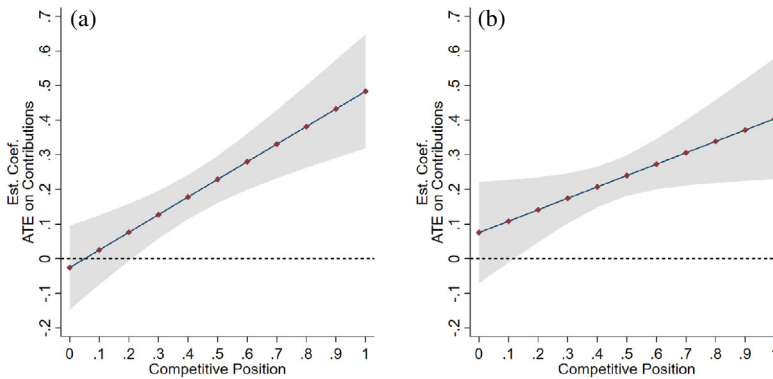 (a)
Est. Coef.
ATE on Contributions
.7
.6
.5
.4
.3
.2
.1
0
-.1
-.2
0 .1 .2 .3 .4 .5 .6 .7 .8 .9 1
Competitive Position
(b)
Est. Coef.
ATE on Contributions
.7
.6
.5
.4
.3
.2
.1
0
-.1
-.2
0 .1 .2 .3 .4 .5 .6 .7 .8 .9 1
Competitive Position